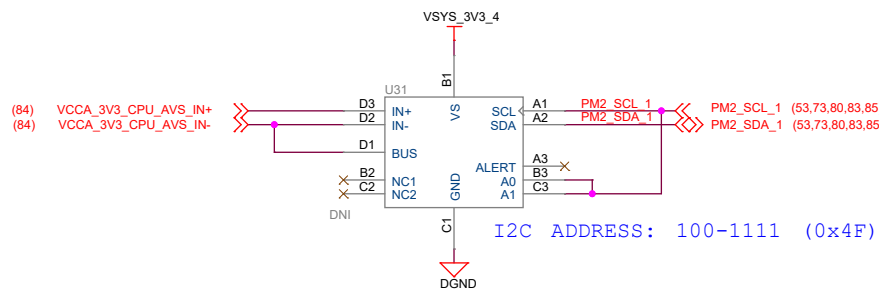 VSYS_3V3_4
B1
U31
(84) VCCA_3V3_CPU_AVS_IN+ D3 IN+ VS SCL A1 PM2_SCL_1 PM2_SCL_1 (53,73,80,83,85
(84) VCCA_3V3_CPU_AVS_IN- D2 IN- SDA A2 PM2_SDA_1 PM2_SDA_1 (53,73,80,83,85
D1 BUS
ALERT A3
B2 NC1 A0 B3
C2 NC2 GND A1 C3
DNI
C1
I2C ADDRESS: 100-1111 (0x4F)
DGND